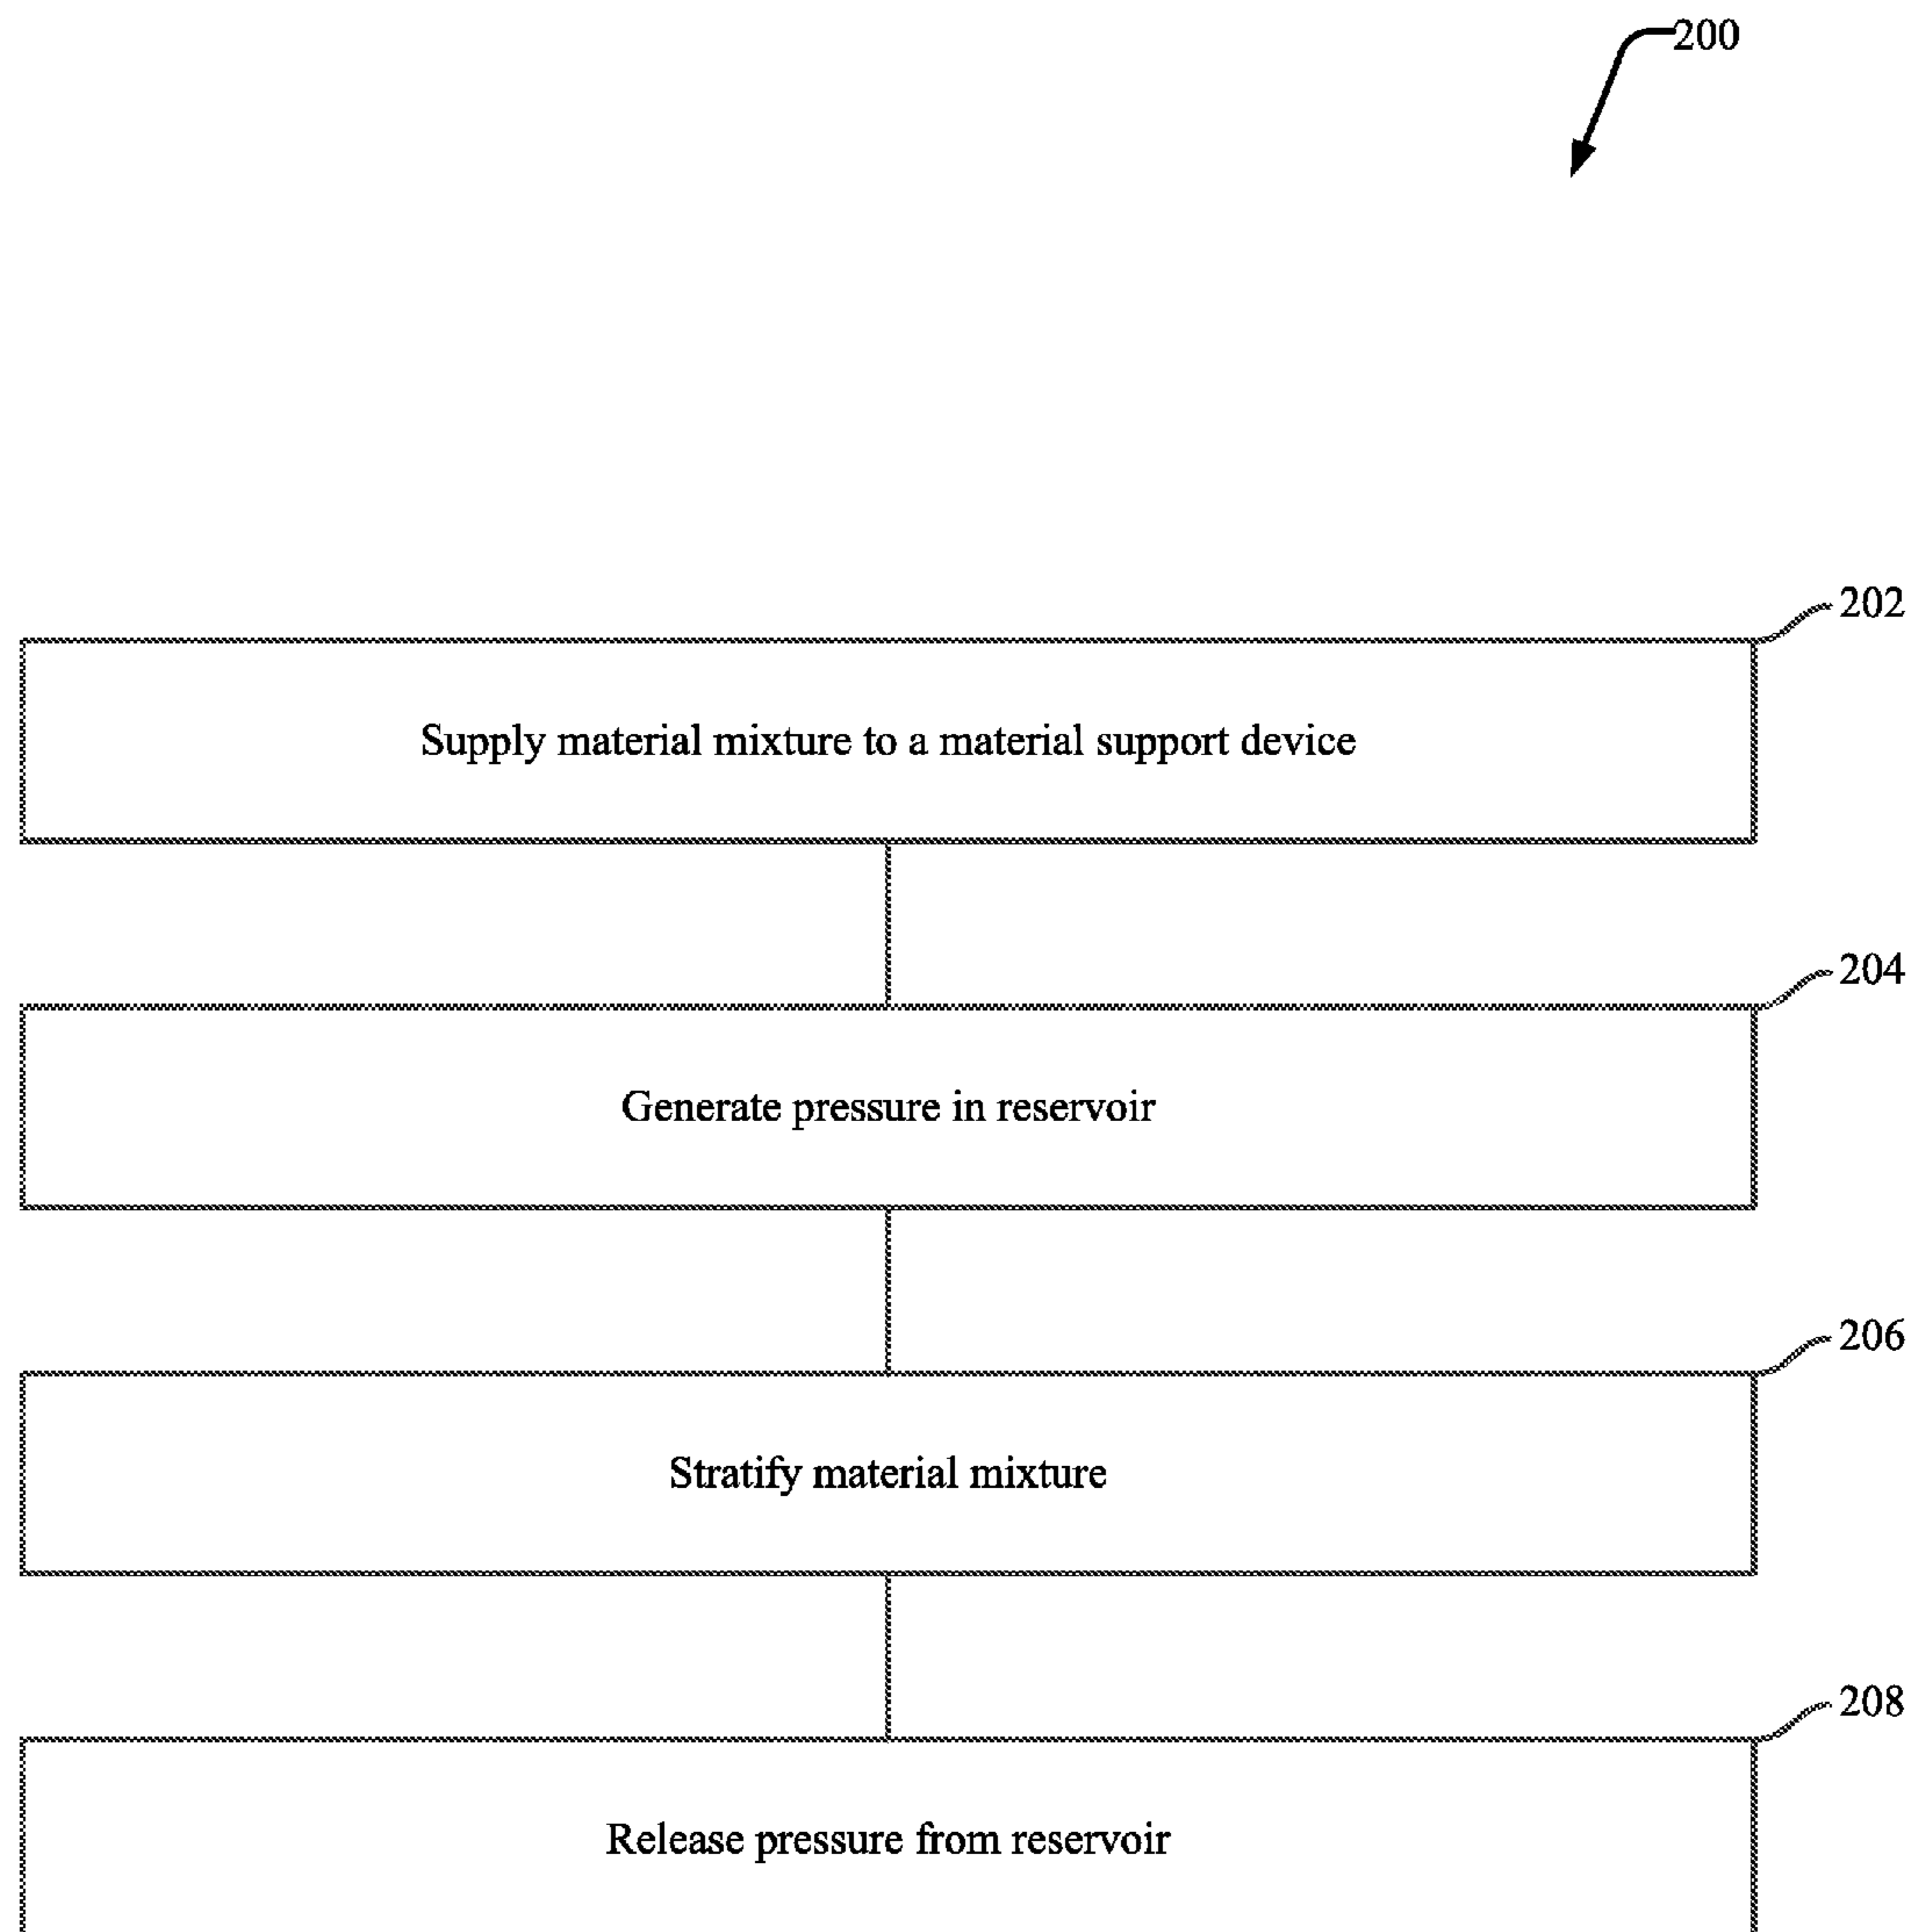 200
202
Supply material mixture to a material support device
204
Generate pressure in reservoir
206
Stratify material mixture
208
Release pressure from reservoir